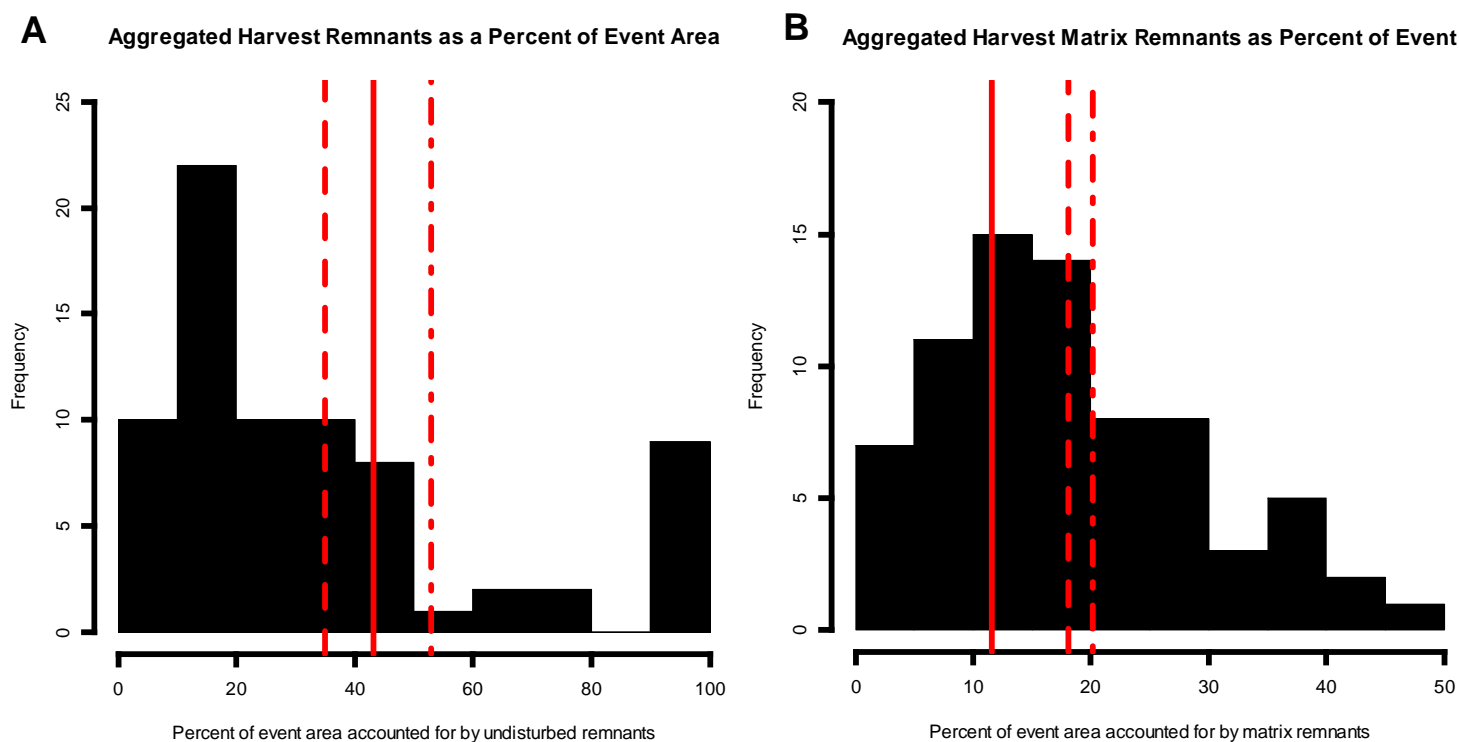 A
Aggregated Harvest Remnants as a Percent of Event Area
Frequency
25
20
15
10
5
0
0 20 40 60 80 100
Percent of event area accounted for by undisturbed remnants
B
Aggregated Harvest Matrix Remnants as Percent of Event
Frequency
20
15
10
5
0
0 10 20 30 40 50
Percent of event area accounted for by matrix remnants